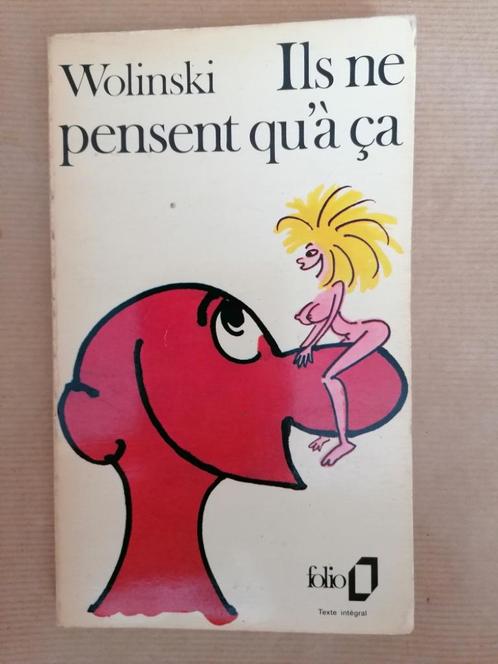 Wolinski Ils ne
pensent qu'à ça
folio
Texte intégral